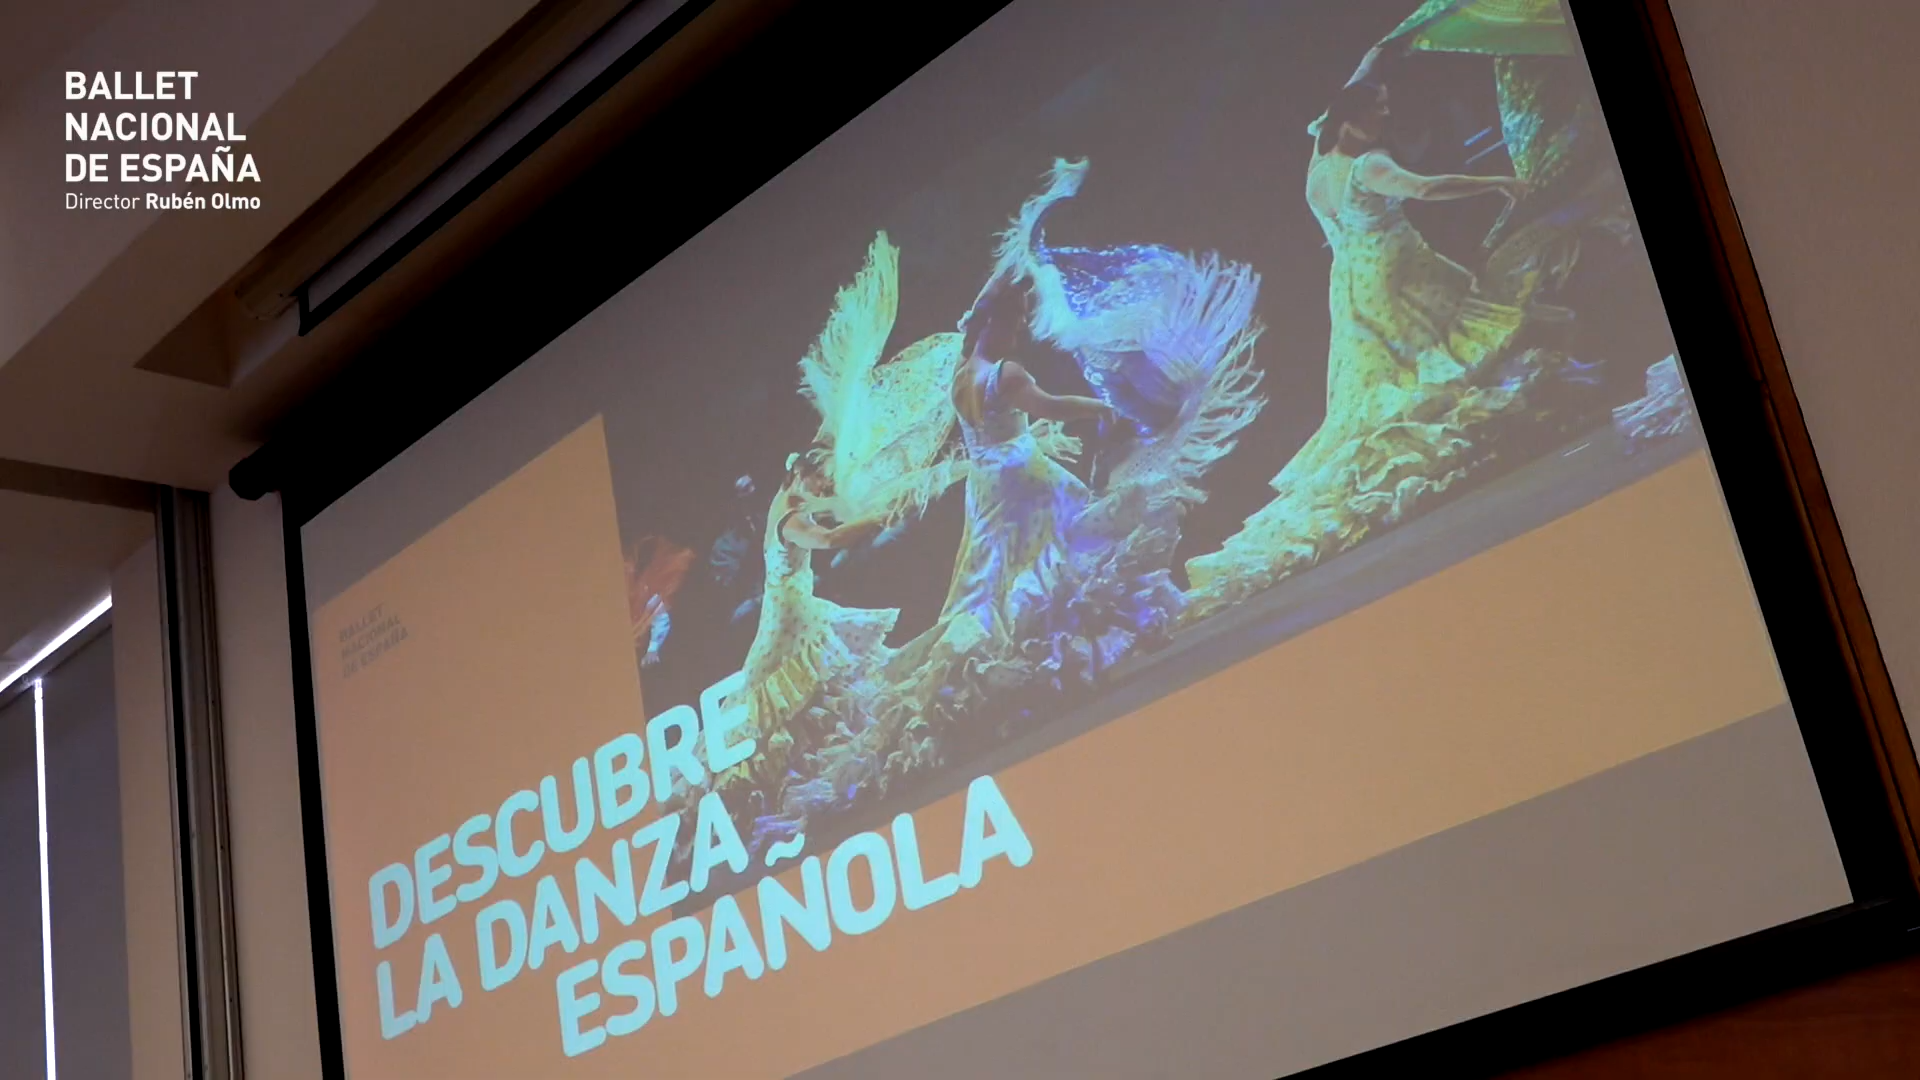 BALLET
NACIONAL
DE ESPAÑA
Director Rubén Olmo
BALLET
NACIONAL
DE ESPAÑA
DESCUBRE
LA DANZA
ESPAÑOLA